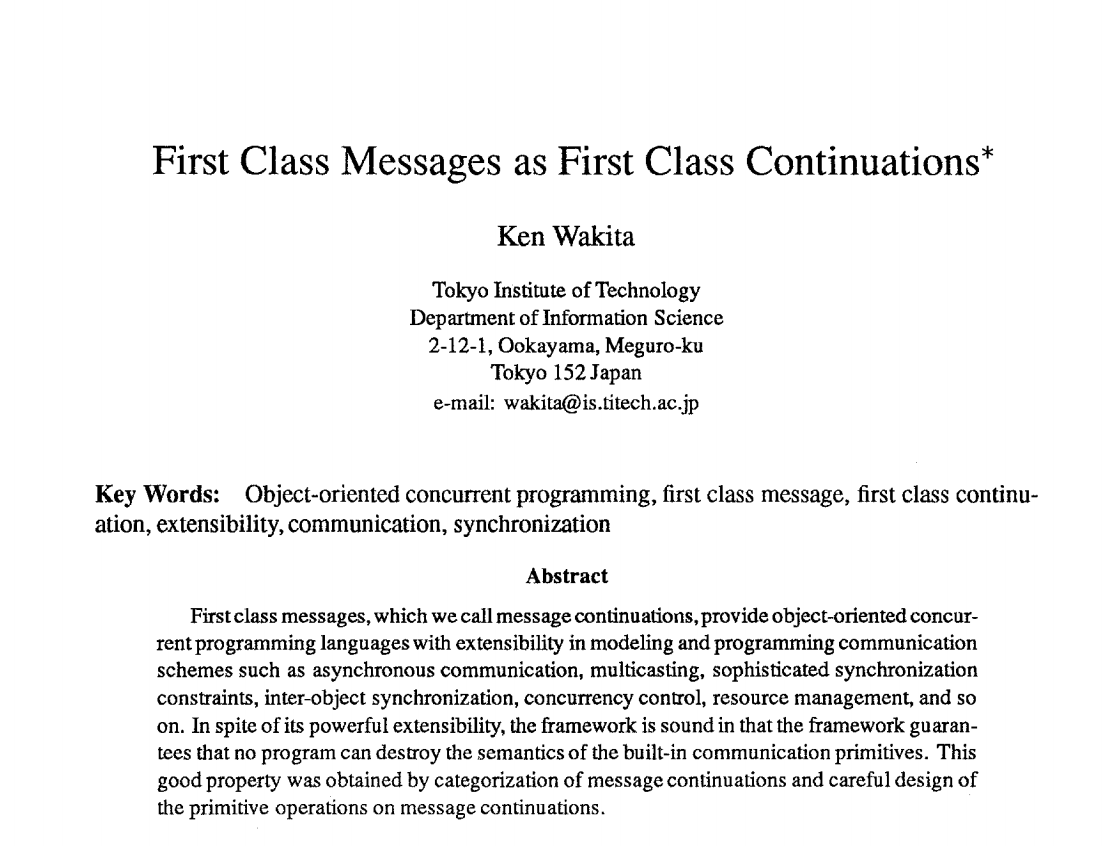 First Class Messages as First Class Continuations*
Ken Wakita
Tokyo Institute of Technology
Department of Information Science
2-12-1, Ookayama, Meguro-ku
Tokyo 152 Japan
e-mail: wakita@is.titech.ac.jp
Key Words: Object-oriented concurrent programming, first class message, first class continu-
ation, extensibility, communication, synchronization
Abstract
First class messages, which we call message continuations, provide object-oriented concur-
rent programming languages with extensibility in modeling and programming communication
schemes such as asynchronous communication, multicasting, sophisticated synchronization
constraints, inter-object synchronization, concurrency control, resource management, and so
on. In spite of its powerful extensibility, the framework is sound in that the framework guaran-
tees that no program can destroy the semantics of the built-in communication primitives. This
good property was obtained by categorization of message continuations and careful design of
the primitive operations on message continuations.